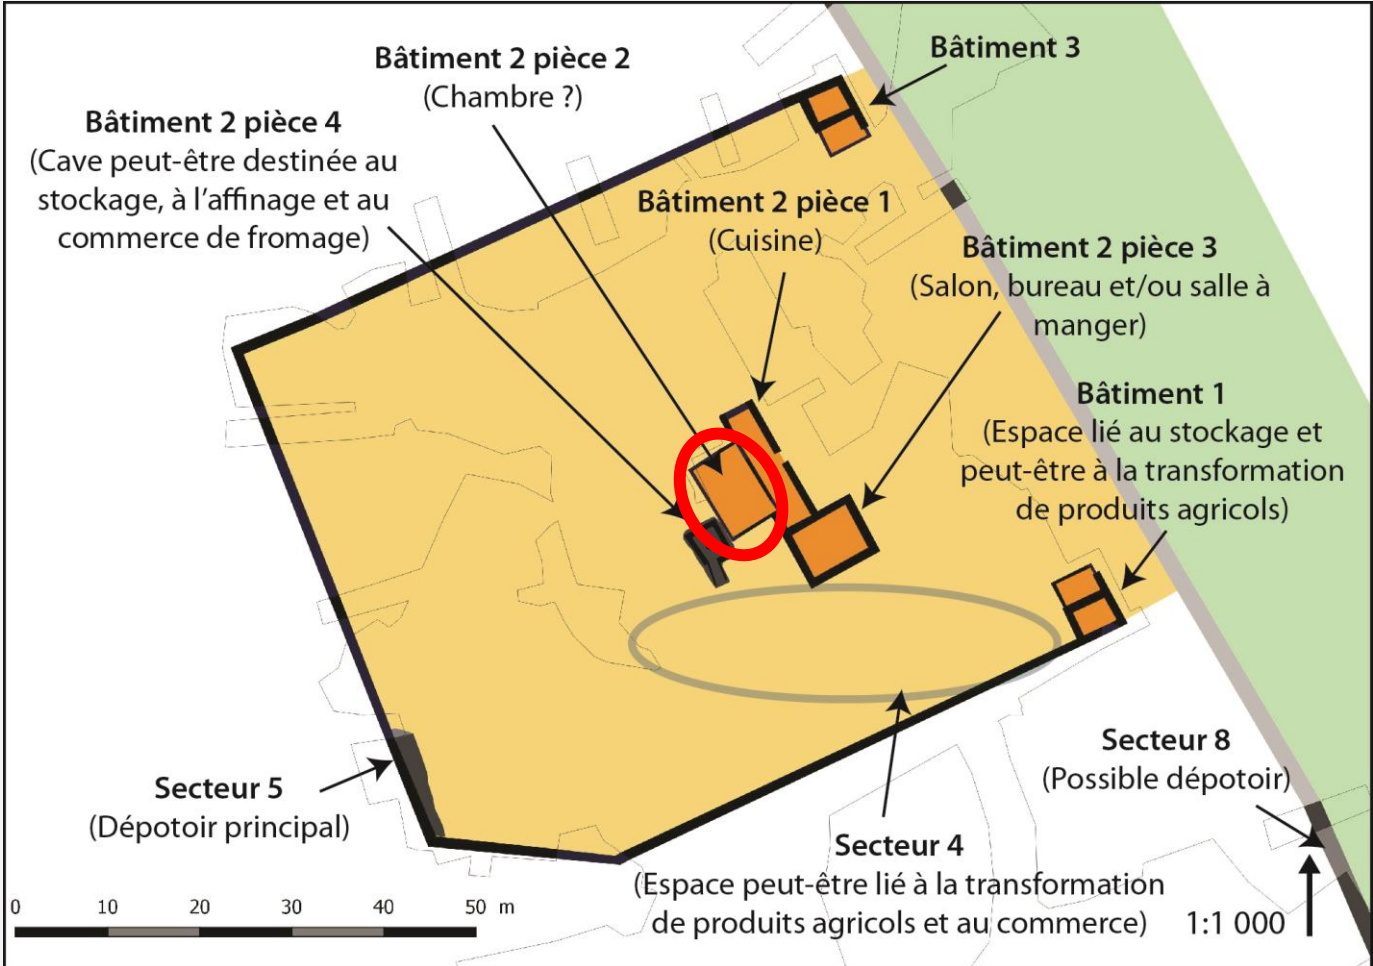 Bâtiment 2 pièce 2
(Chambre ?)
Bâtiment 3
Bâtiment 2 pièce 4
(Cave peut-être destinée au
stockage, à l’affinage et au
commerce de fromage)
Bâtiment 2 pièce 1
(Cuisine)
Bâtiment 2 pièce 3
(Salon, bureau et/ou salle à
manger)
Bâtiment 1
(Espace lié au stockage et
peut-être à la transformation
de produits agricols)
Secteur 5
(Dépotoir principal)
Secteur 8
(Possible dépotoir)
Secteur 4
(Espace peut-être lié à la transformation
de produits agricols et au commerce)
0 10 20 30 40 50 m
1:1 000